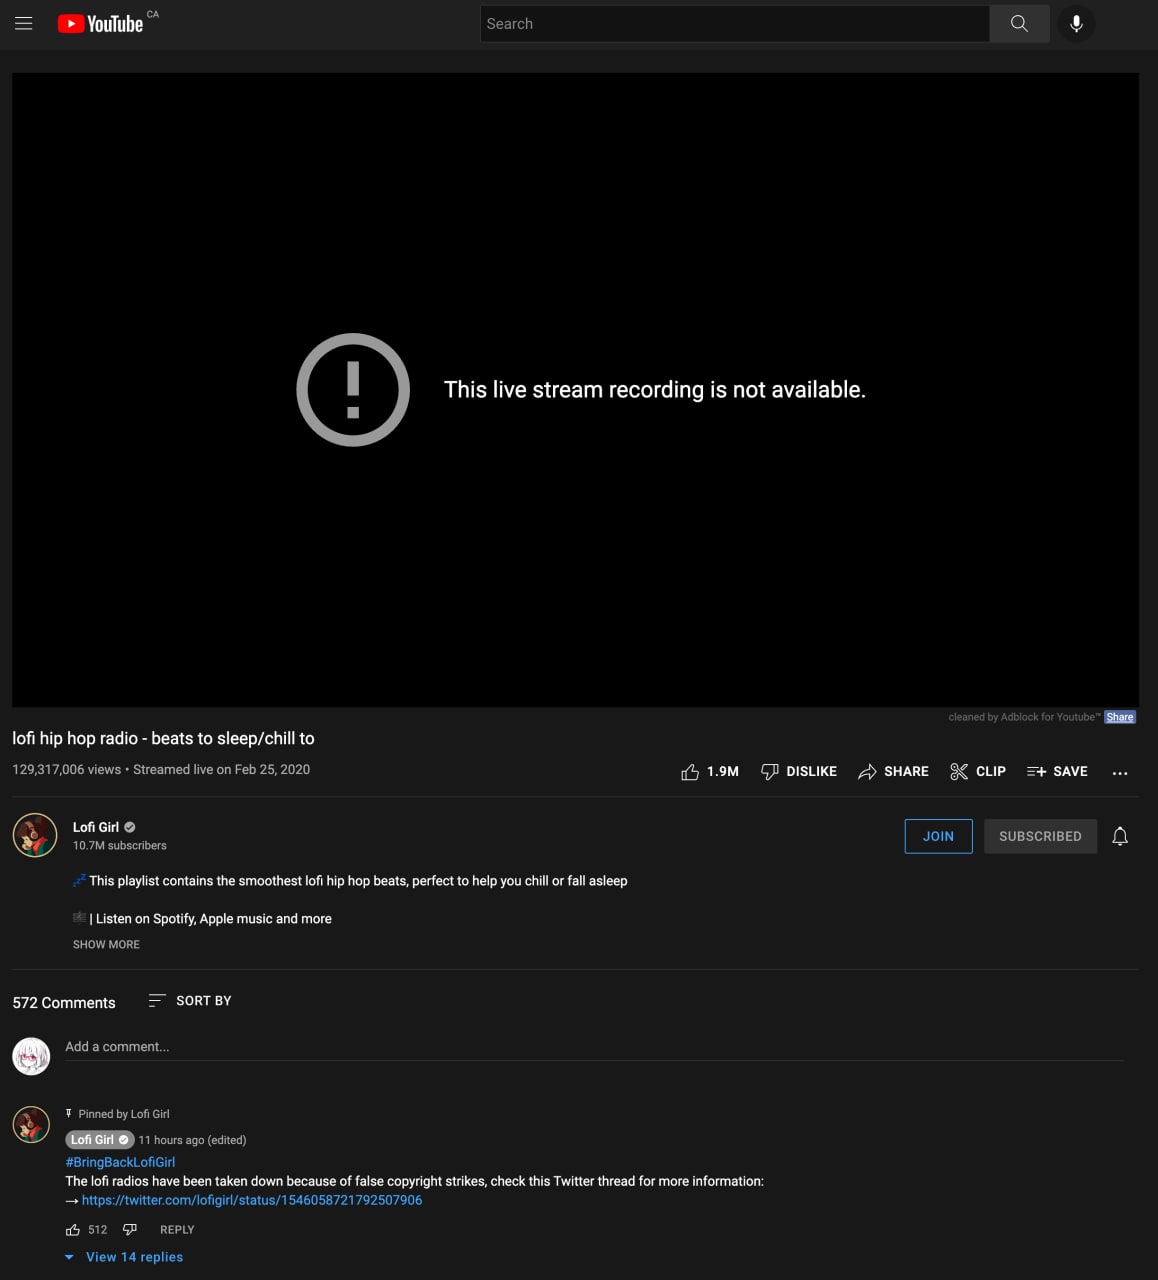 YouTube CA
Search
This live stream recording is not available.
cleaned by Adblock for Youtube™ Share
lofi hip hop radio - beats to sleep/chill to
129,317,006 views • Streamed live on Feb 25, 2020
1.9M DISLIKE SHARE CLIP SAVE ...
Lofi Girl
10.7M subscribers
JOIN SUBSCRIBED
💤 This playlist contains the smoothest lofi hip hop beats, perfect to help you chill or fall asleep
🎼 | Listen on Spotify, Apple music and more
SHOW MORE
572 Comments SORT BY
Add a comment...
Pinned by Lofi Girl
Lofi Girl 11 hours ago (edited)
#BringBackLofiGirl
The lofi radios have been taken down because of false copyright strikes, check this Twitter thread for more information:
→ https://twitter.com/lofigirl/status/1546058721792507906
512 REPLY
View 14 replies